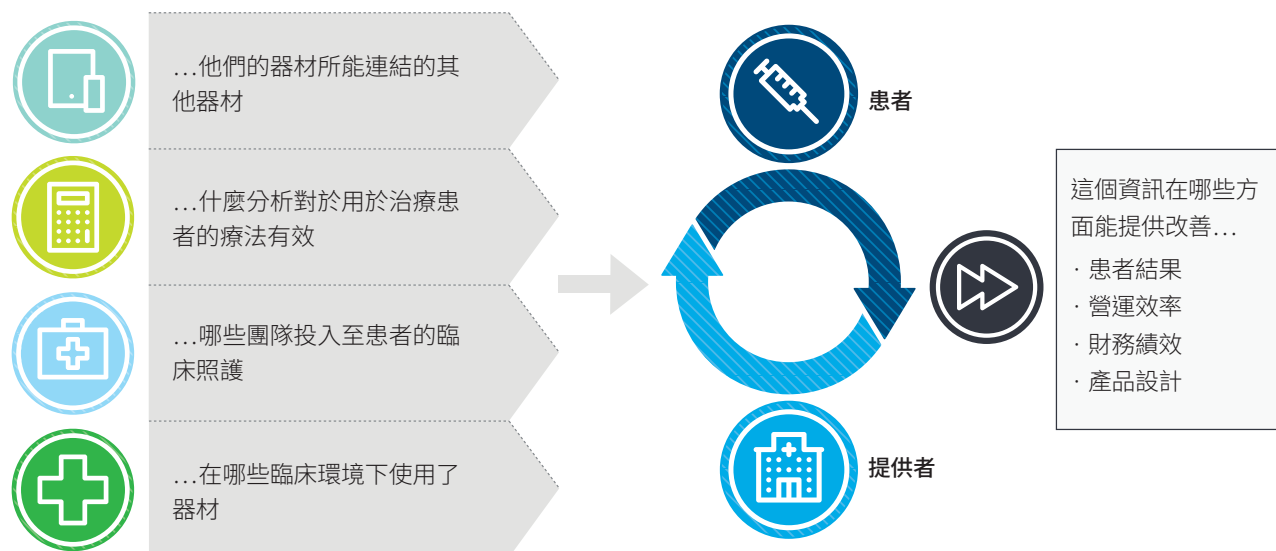 …他們的器材所能連結的其
他器材
…什麼分析對於用於治療患
者的療法有效
…哪些團隊投入至患者的臨
床照護
…在哪些臨床環境下使用了
器材
患者
提供者
這個資訊在哪些方
面能提供改善…
· 患者結果
· 營運效率
· 財務績效
· 產品設計